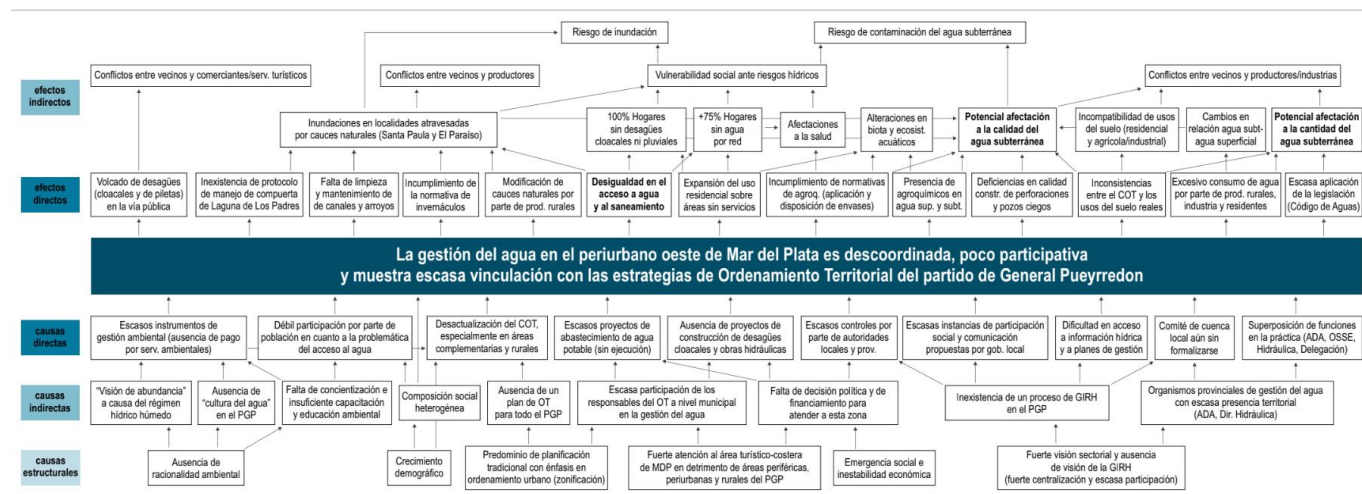 Riesgo de inundación
Riesgo de contaminación del agua subterránea
efectos
indirectos
Conflictos entre vecinos y comerciantes/serv. turísticos
Conflictos entre vecinos y productores
Vulnerabilidad social ante riesgos hídricos
Conflictos entre vecinos y productores/industrias
Inundaciones en localidades atravesadas
por cauces naturales (Santa Paula y El Paraíso)
100% Hogares
sin desagües
cloacales ni pluviales
+75% Hogares
sin agua
por red
Afectaciones
a la salud
Alteraciones en
biota y ecosist.
acuáticos
Potencial afectación
a la calidad del
agua subterránea
Incompatibilidad de usos
del suelo (residencial
y agrícola/industrial)
Cambios en
relación agua subt-
agua superficial
Potencial afectación
a la cantidad del
agua subterránea
efectos
directos
Volcado de desagües
(cloacales y de piletas)
en la vía pública
Inexistencia de protocolo
de manejo de compuerta
de Laguna de Los Padres
Falta de limpieza
y mantenimiento
de canales y arroyos
Incumplimiento de
la normativa de
invernáculos
Modificación de
cauces naturales por
parte de prod. rurales
Desigualdad en el
acceso a agua
y al saneamiento
Expansión del uso
residencial sobre
áreas sin servicios
Incumplimiento de normativas
de agroq. (aplicación y
disposición de envases)
Presencia de
agroquímicos en
agua sup. y subt.
Deficiencias en calidad
constr. de perforaciones
y pozos ciegos
Inconsistencias
entre el COT y los
usos del suelo reales
Excesivo consumo de agua
por parte de prod. rurales,
industria y residentes
Escasa aplicación
de la legislación
(Código de Aguas)
La gestión del agua en el periurbano oeste de Mar del Plata es descoordinada, poco participativa
y muestra escasa vinculación con las estrategias de Ordenamiento Territorial del partido de General Pueyrredon
causas
directas
Escasos instrumentos de
gestión ambiental (ausencia de pago
por serv. ambientales)
Débil participación por parte de
población en cuanto a la problemática
del acceso al agua
Desactualización del COT,
especialmente en áreas
complementarias y rurales
Escasos proyectos de
abastecimiento de agua
potable (sin ejecución)
Ausencia de proyectos de
construcción de desagües
cloacales y obras hidráulicas
Escasos controles por
parte de autoridades
locales y prov.
Escasas instancias de participación
social y comunicación
propuestas por gob. local
Dificultad en acceso
a información hídrica
y a planes de gestión
Comité de cuenca
local aún sin
formalizarse
Superposición de funciones
en la práctica (ADA, OSSE,
Hidráulica, Delegación)
causas
indirectas
“Visión de abundancia”
a causa del régimen
hídrico húmedo
Ausencia de
“cultura del agua”
en el PGP
Falta de concientización e
insuficiente capacitación
y educación ambiental
Composición social
heterogénea
Ausencia de un
plan de OT
para todo el PGP
Escasa participación de los
responsables del OT a nivel municipal
en la gestión del agua
Falta de decisión política y
de financiamiento para
atender a esta zona
Inexistencia de un proceso de GIRH
en el PGP
Organismos provinciales de gestión del agua
con escasa presencia territorial
(ADA, Dir. Hidráulica)
causas
estructurales
Ausencia de
racionalidad ambiental
Crecimiento
demográfico
Predominio de planificación
tradicional con énfasis en
ordenamiento urbano (zonificación)
Fuerte atención al área turístico-costera
de MDP en detrimento de áreas periféricas,
periurbanas y rurales del PGP
Emergencia social e
inestabilidad económica
Fuerte visión sectorial y ausencia
de visión de la GIRH
(fuerte centralización y escasa participación)